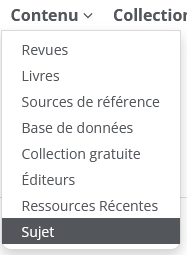 Contenu Collection
Revues
Livres
Sources de référence
Base de données
Collection gratuite
Éditeurs
Ressources Récentes
Sujet